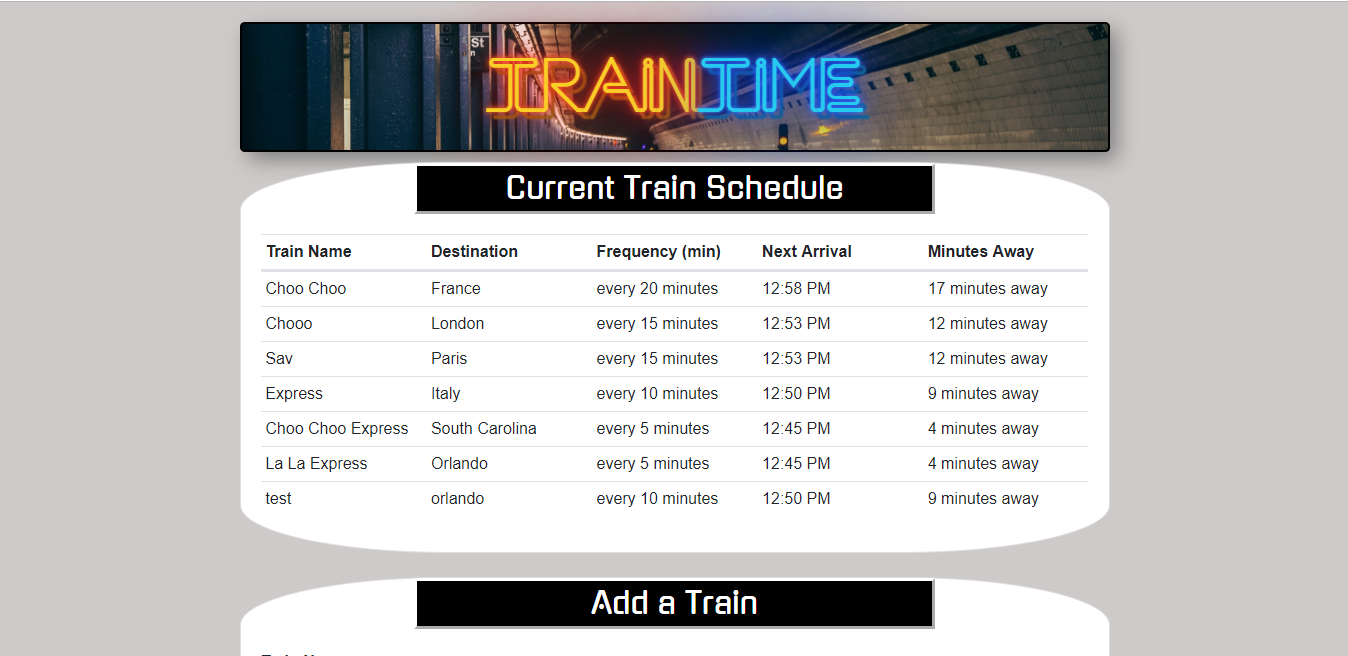 St
n
TRAINTIME
Current Train Schedule
Train Name Destination Frequency (min) Next Arrival Minutes Away
Choo Choo France every 20 minutes 12:58 PM 17 minutes away
Chooo London every 15 minutes 12:53 PM 12 minutes away
Sav Paris every 15 minutes 12:53 PM 12 minutes away
Express Italy every 10 minutes 12:50 PM 9 minutes away
Choo Choo Express South Carolina every 5 minutes 12:45 PM 4 minutes away
La La Express Orlando every 5 minutes 12:45 PM 4 minutes away
test orlando every 10 minutes 12:50 PM 9 minutes away
Add a Train